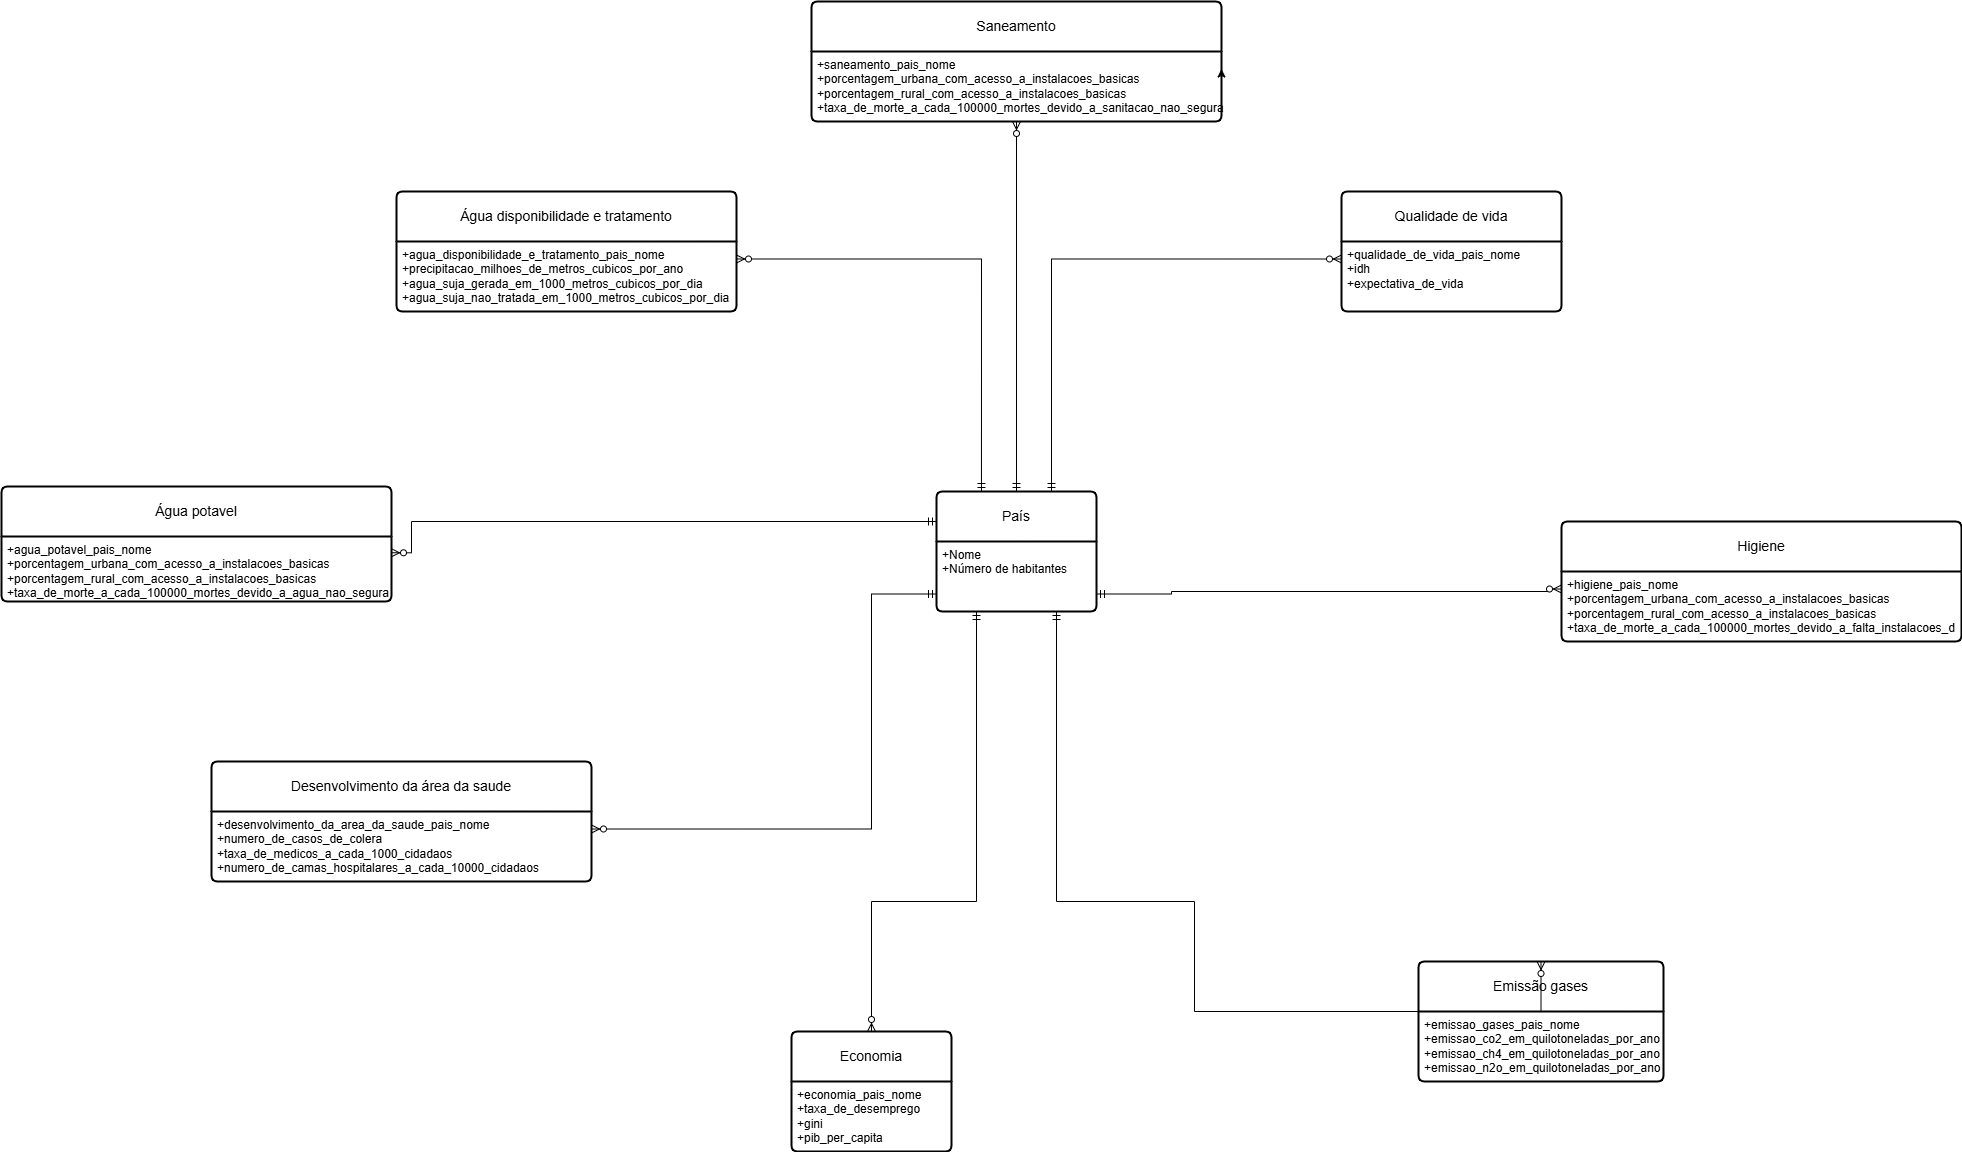 Saneamento
+saneamento_pais_nome
+porcentagem_urbana_com_acesso_a_instalacoes_basicas
+porcentagem_rural_com_acesso_a_instalacoes_basicas
+taxa_de_morte_a_cada_100000_mortes_devido_a_sanitacao_nao_segura
Água disponibilidade e tratamento
+agua_disponibilidade_e_tratamento_pais_nome
+precipitacao_milhoes_de_metros_cubicos_por_ano
+agua_suja_gerada_em_1000_metros_cubicos_por_dia
+agua_suja_nao_tratada_em_1000_metros_cubicos_por_dia
Qualidade de vida
+qualidade_de_vida_pais_nome
+idh
+expectativa_de_vida
Água potavel
+agua_potavel_pais_nome
+porcentagem_urbana_com_acesso_a_instalacoes_basicas
+porcentagem_rural_com_acesso_a_instalacoes_basicas
+taxa_de_morte_a_cada_100000_mortes_devido_a_agua_nao_segura
País
+Nome
+Número de habitantes
Higiene
+higiene_pais_nome
+porcentagem_urbana_com_acesso_a_instalacoes_basicas
+porcentagem_rural_com_acesso_a_instalacoes_basicas
+taxa_de_morte_a_cada_100000_mortes_devido_a_falta_instalacoes_d
Desenvolvimento da área da saude
+desenvolvimento_da_area_da_saude_pais_nome
+numero_de_casos_de_colera
+taxa_de_medicos_a_cada_1000_cidadaos
+numero_de_camas_hospitalares_a_cada_10000_cidadaos
Economia
+economia_pais_nome
+taxa_de_desemprego
+gini
+pib_per_capita
Emissão gases
+emissao_gases_pais_nome
+emissao_co2_em_quilotoneladas_por_ano
+emissao_ch4_em_quilotoneladas_por_ano
+emissao_n2o_em_quilotoneladas_por_ano